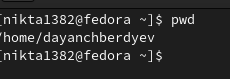 [nikta1382@fedora ~]$ pwd
/home/dayanchberdyev
[nikta1382@fedora ~]$